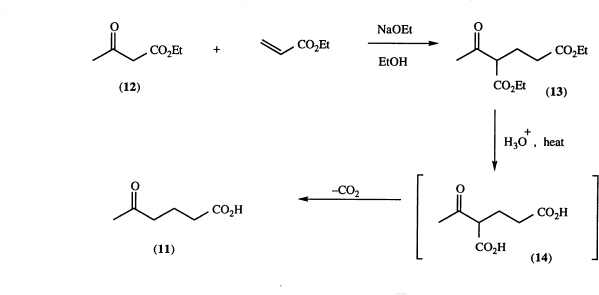 O
CO₂Et
(12)
+
CO₂Et
NaOEt
EtOH
O
CO₂Et
CO₂Et
(13)
H₃O⁺, heat
O
CO₂H
CO₂H
(14)
–CO₂
O
CO₂H
(11)